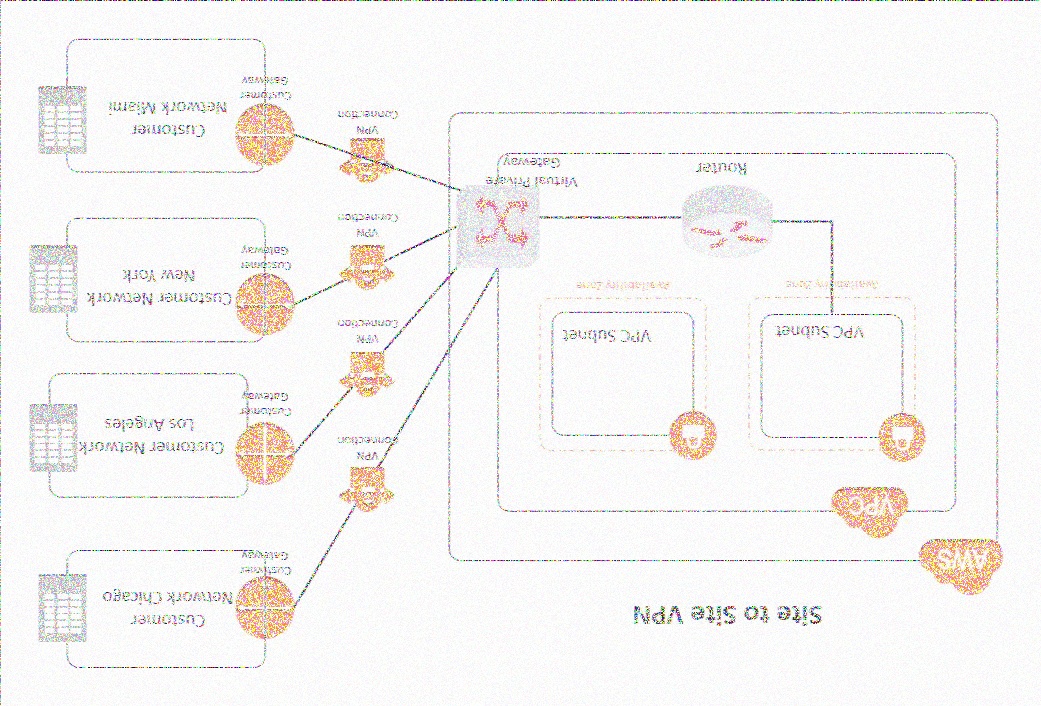 Site to Site VPN
AWS
VPC
VPC Subnet
Availability Zone
VPC Subnet
Availability Zone
Router
Virtual Private
Gateway
VPN
Connection
VPN
Connection
VPN
Connection
VPN
Connection
Customer
Gateway
Customer
Network Chicago
Customer
Gateway
Customer Network
Los Angeles
Customer
Gateway
Customer Network
New York
Customer
Gateway
Customer
Network Miami